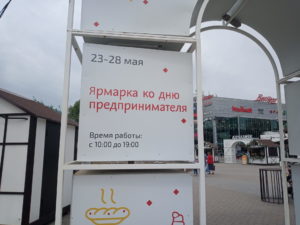 23-28 мая
Ярмарка ко дню
предпринимателя
Время работы:
с 10:00 до 19:00